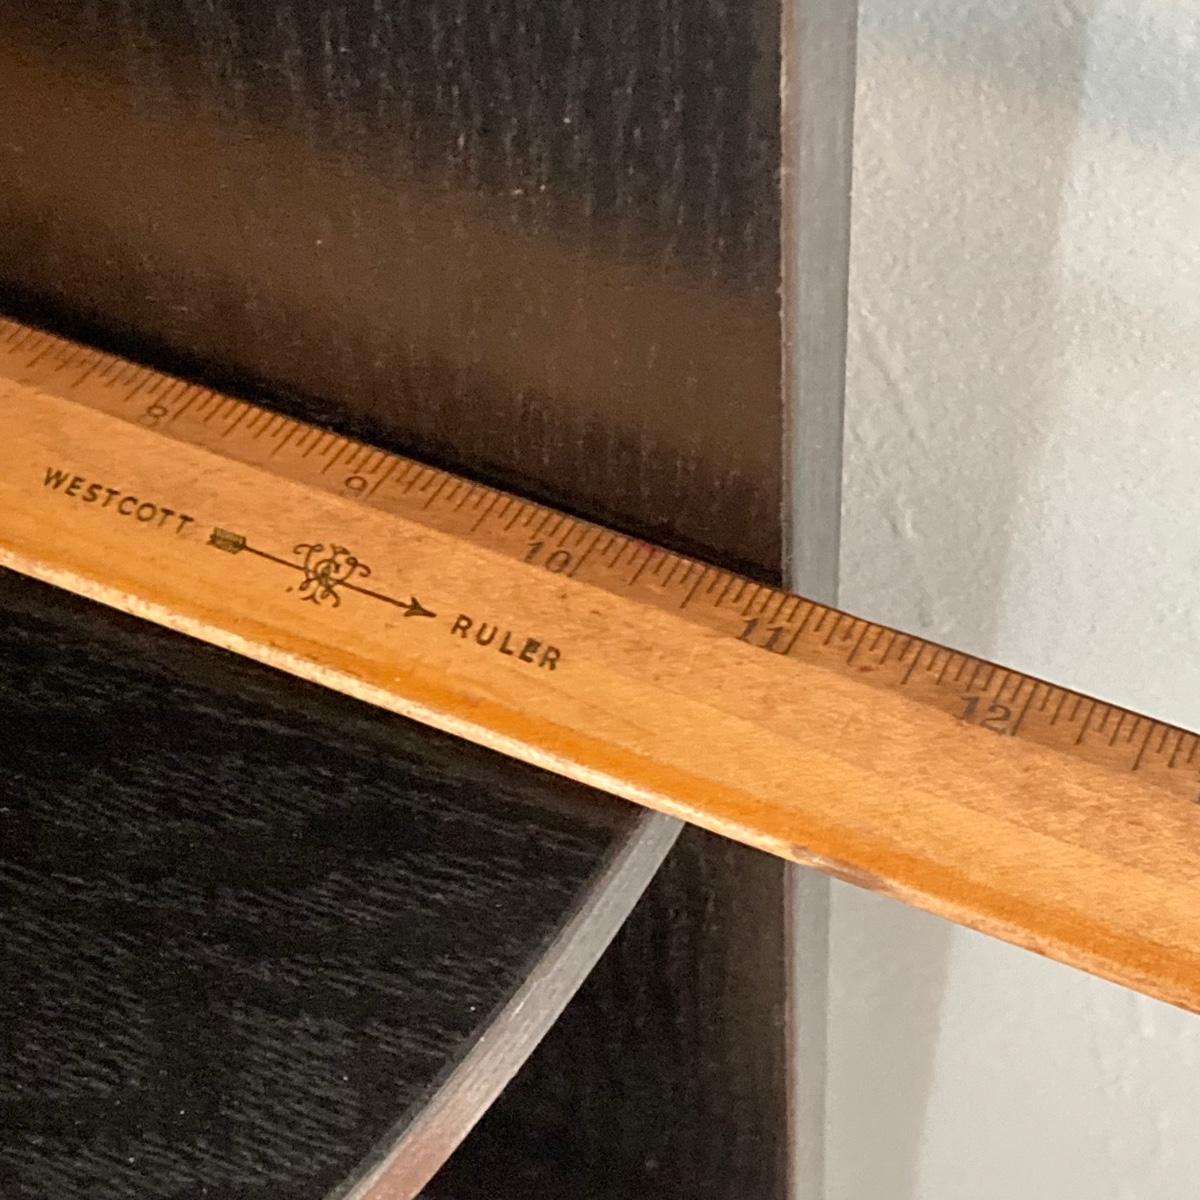 8 9 10 11 12
WESTCOTT RULER